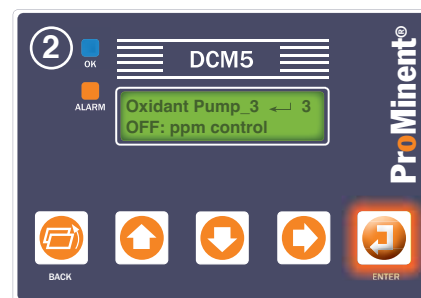 2
OK
DCM5
ALARM
Oxidant Pump_3 ↵ 3
OFF: ppm control
ProMinent®
BACK
ENTER